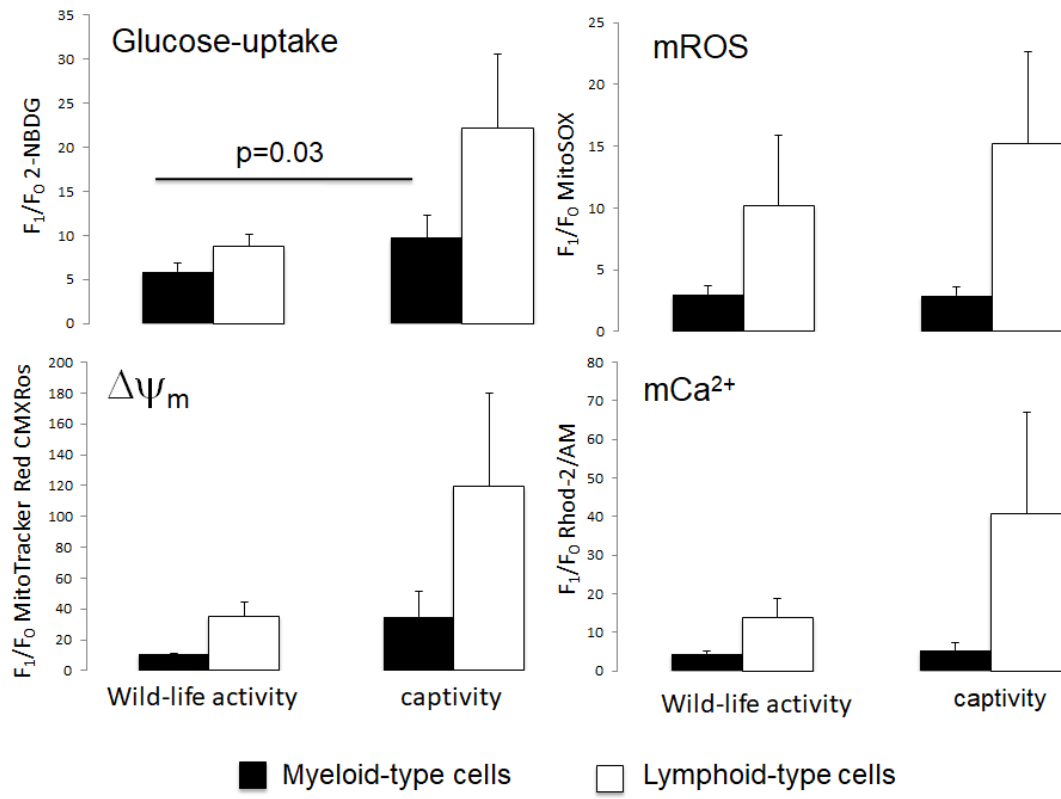 Glucose-uptake
F₁/F₀ 2-NBDG
35
30
25
20
15
10
5
0
p=0.03
mROS
F₁/F₀ MitoSOX
25
20
15
10
5
0
Δψₘ
F₁/F₀ MitoTracker Red CMXRos
200
180
160
140
120
100
80
60
40
20
0
Wild-life activity
captivity
mCa²⁺
F₁/F₀ Rhod-2/AM
80
70
60
50
40
30
20
10
0
Wild-life activity
captivity
Myeloid-type cells
Lymphoid-type cells